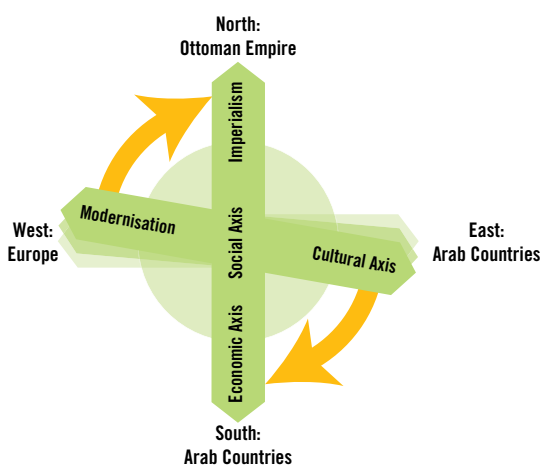 North:
Ottoman Empire
Imperialism
Modernisation
Social Axis
West:
Europe
Cultural Axis
East:
Arab Countries
Economic Axis
South:
Arab Countries